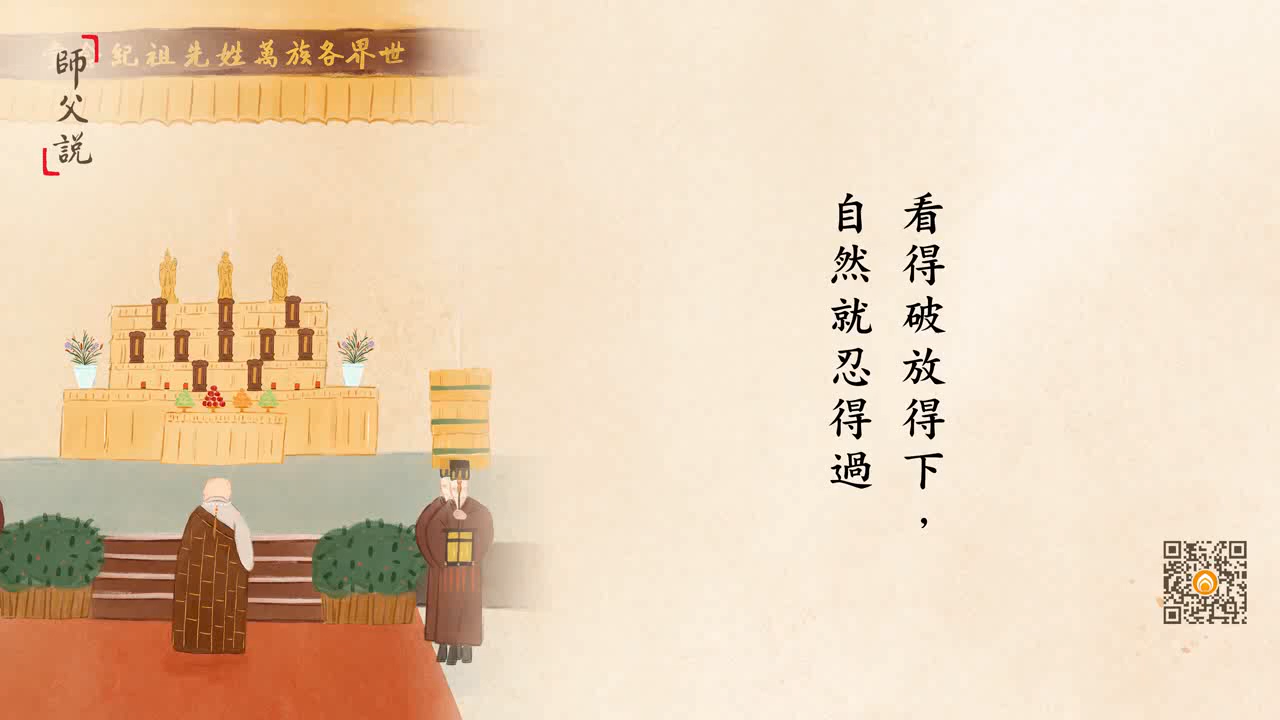 師父說
世界各族萬姓先祖紀
看得破放得下，
自然就忍得過